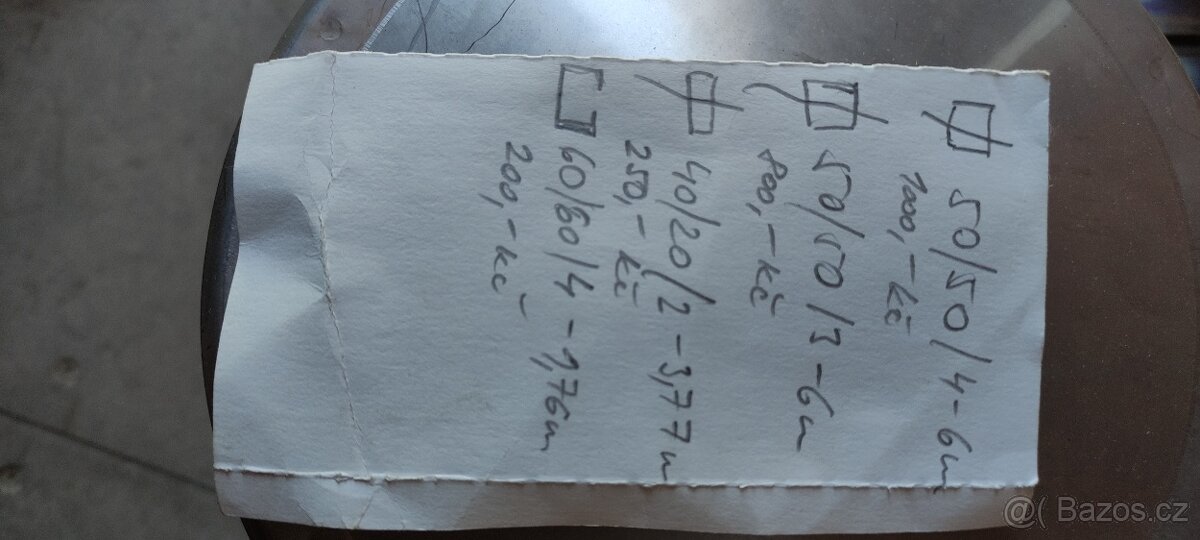 50/50/4-6m
1000,-kč
50/50/3-6m
800,-kč
40/20/2-3,77m
250,-kč
60/60/4-1,76m
200,-kč
@( Bazos.cz